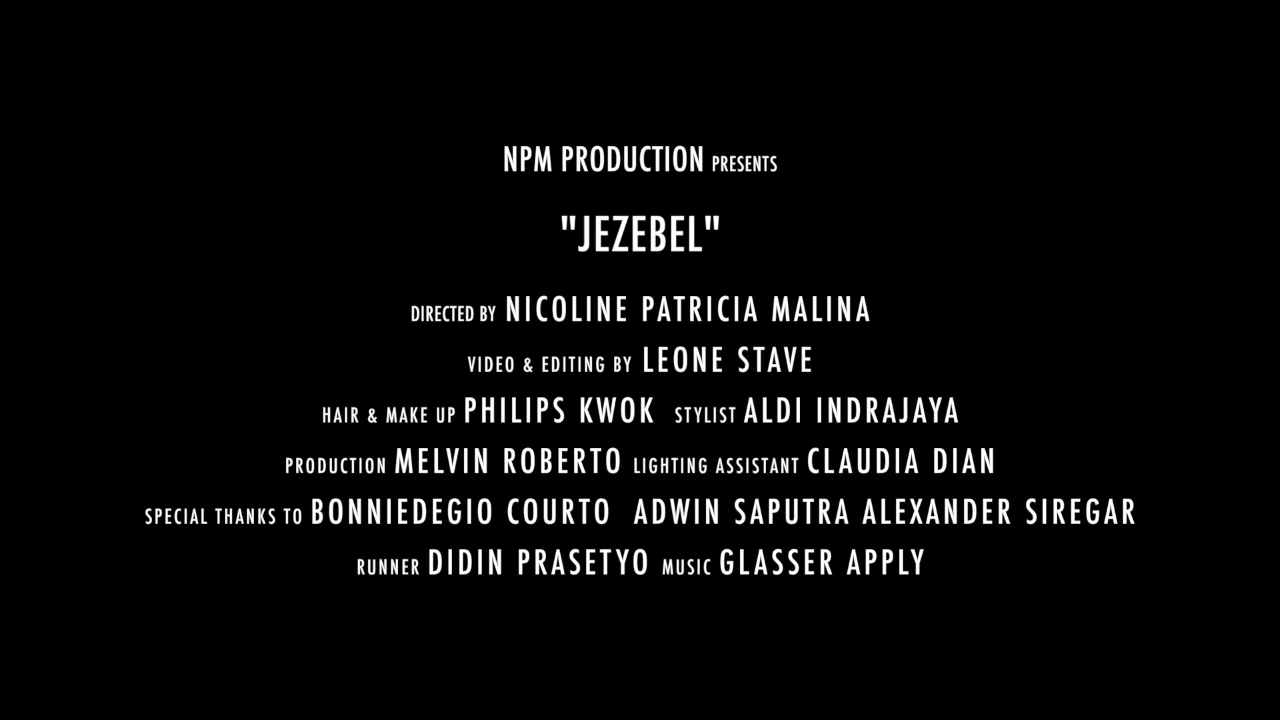 NPM PRODUCTION PRESENTS
"JEZEBEL"
DIRECTED BY NICOLINE PATRICIA MALINA
VIDEO & EDITING BY LEONE STAVE
HAIR & MAKE UP PHILIPS KWOK STYLIST ALDI INDRAJAYA
PRODUCTION MELVIN ROBERTO LIGHTING ASSISTANT CLAUDIA DIAN
SPECIAL THANKS TO BONNIEDEGIO COURTO ADWIN SAPUTRA ALEXANDER SIREGAR
RUNNER DIDIN PRASETYO MUSIC GLASSER APPLY